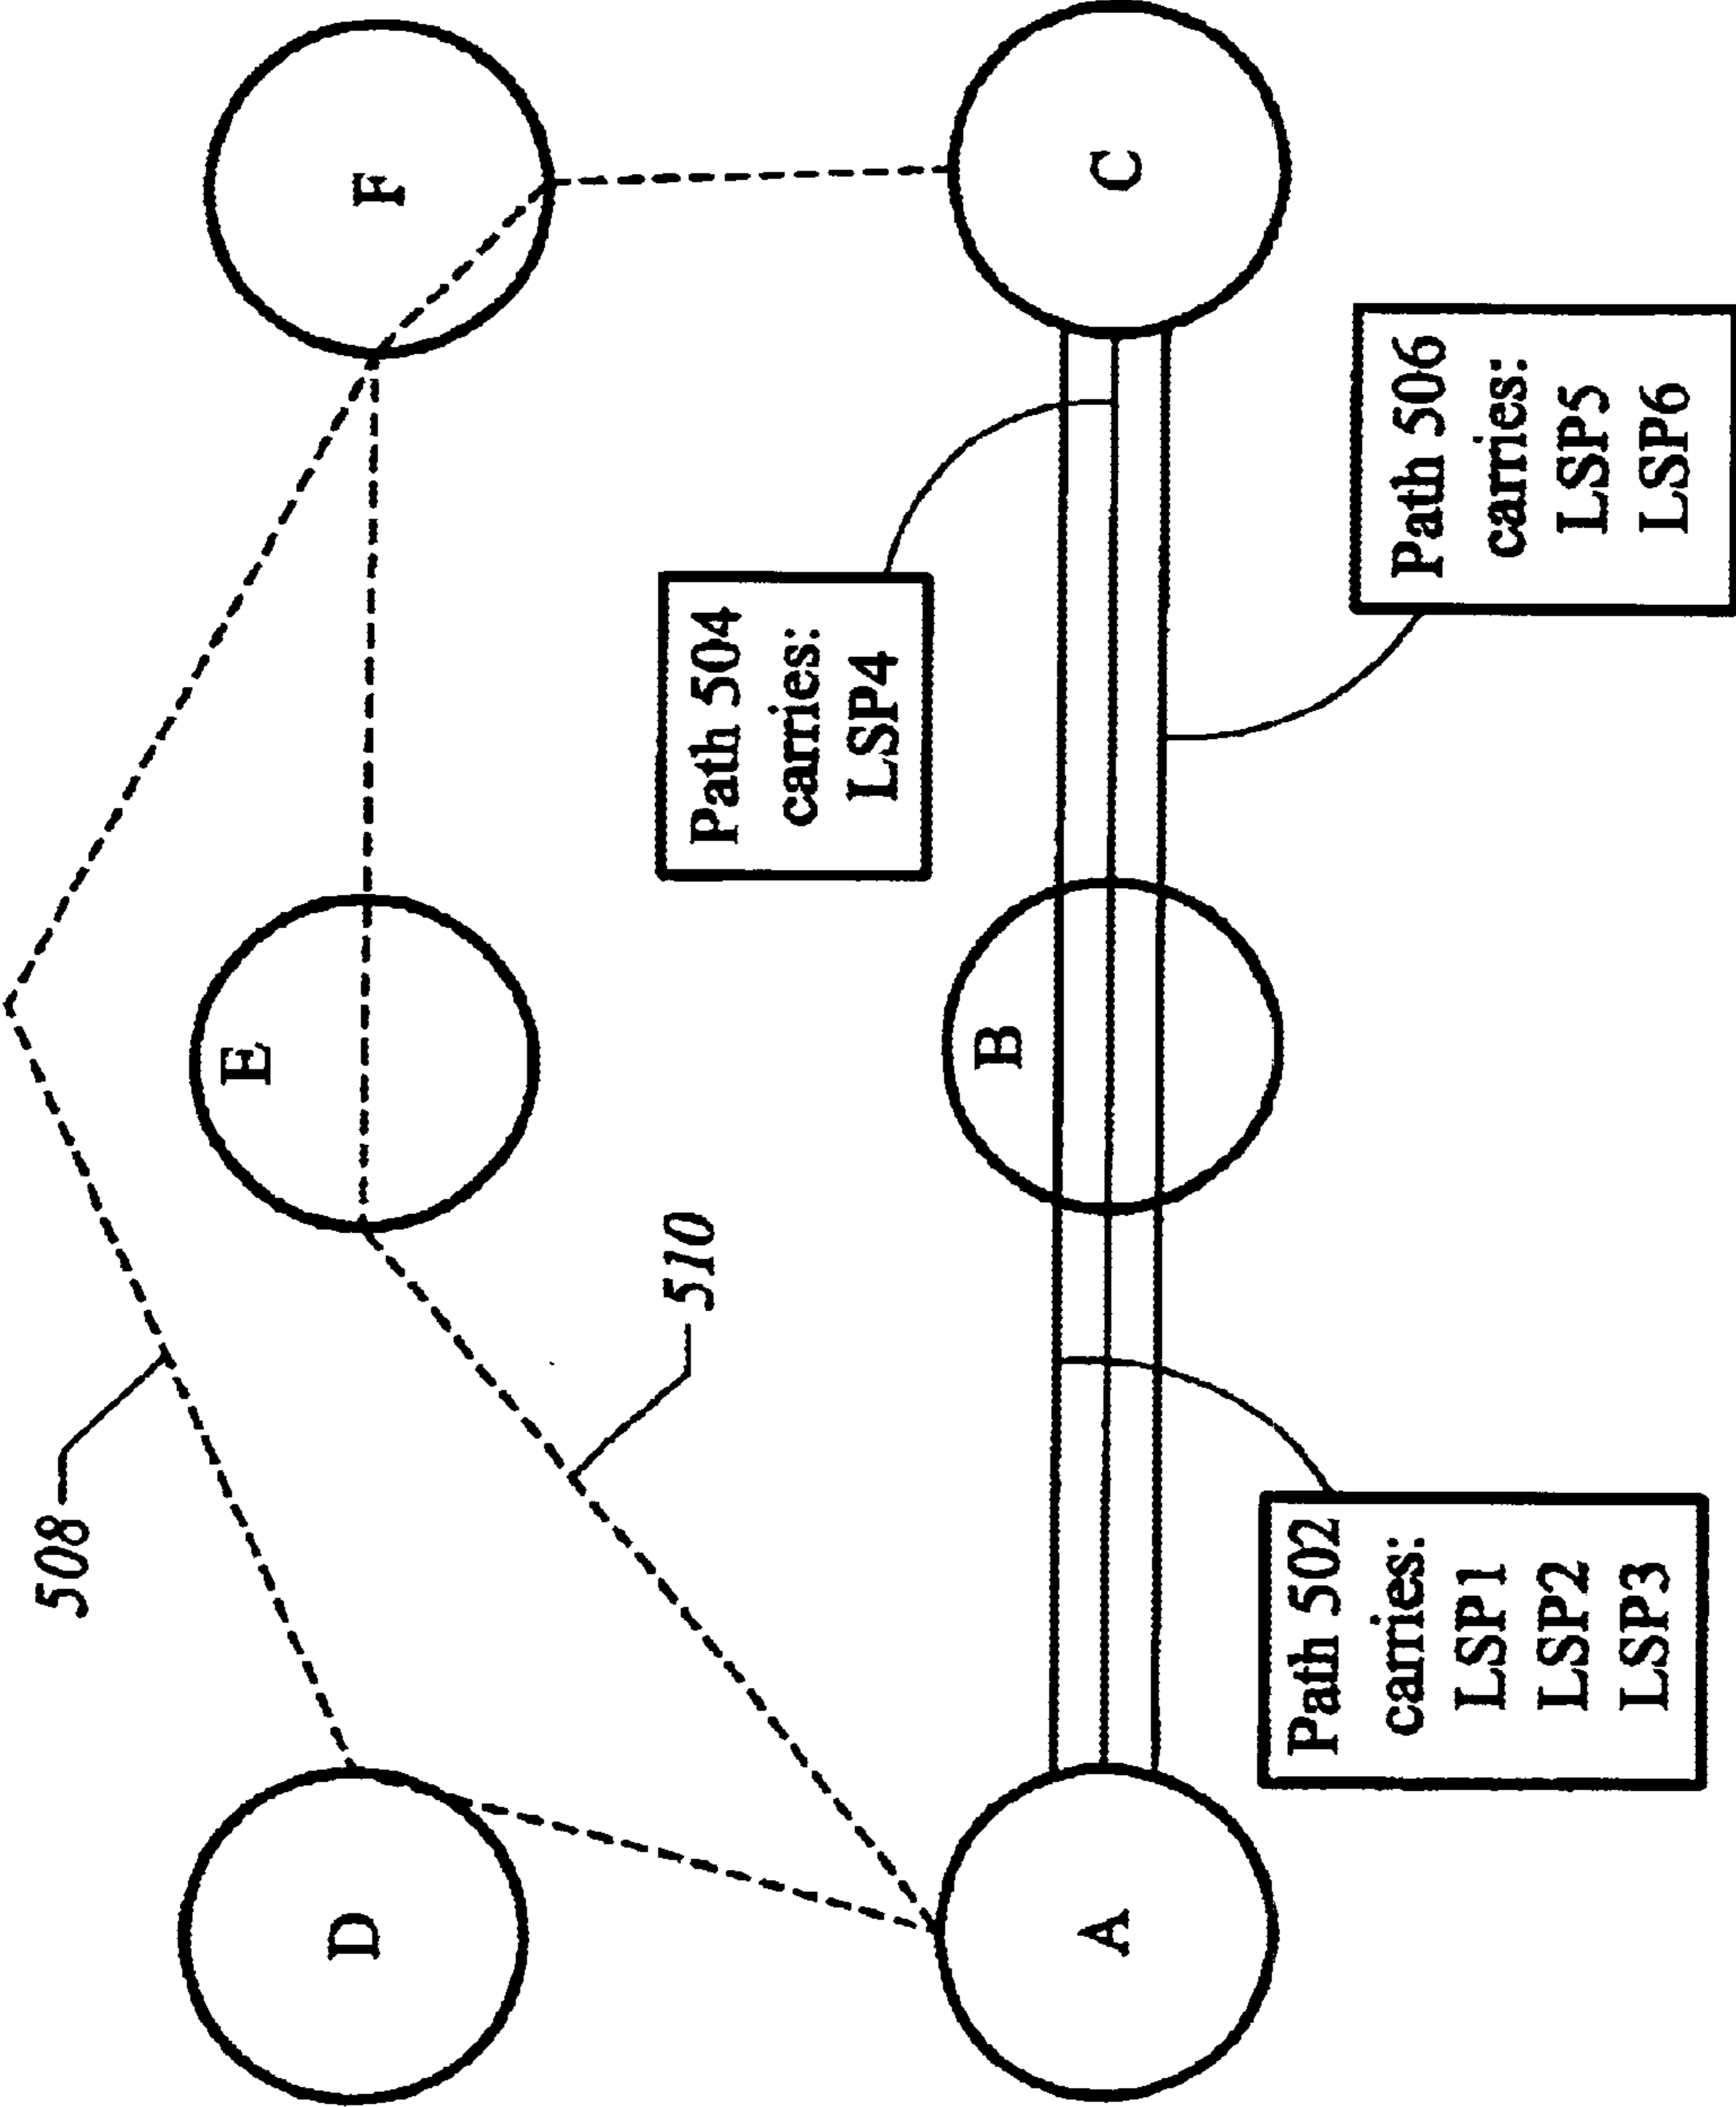 508
D
E
F
510
Path 504
carries:
LSP4
A
B
C
Path 502
carries:
LSP1
LSP2
LSP3
Path 506
carries:
LSP5
LSP6